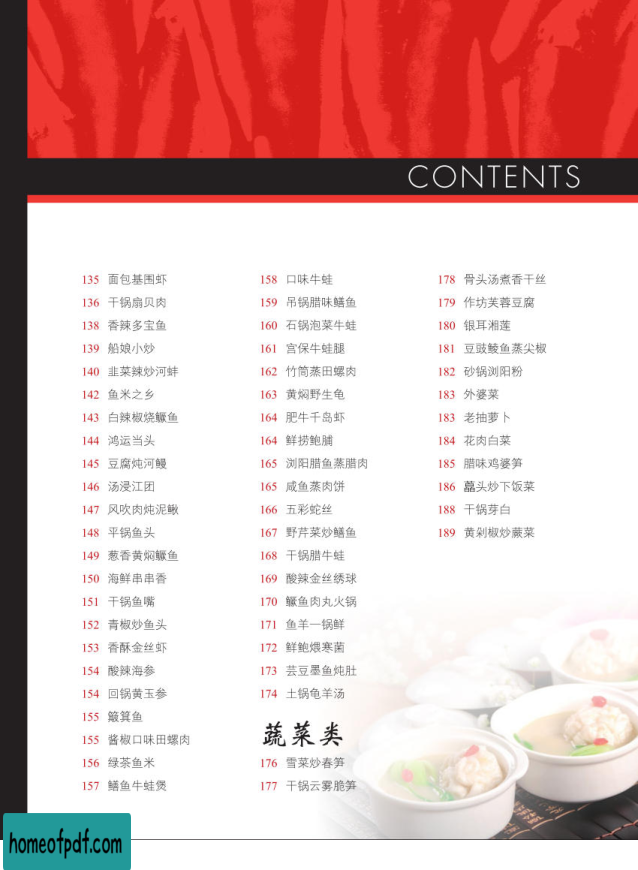 CONTENTS
135 面包基围虾
136 干锅扇贝肉
138 香辣多宝鱼
139 船娘小炒
140 韭菜辣炒河蚌
142 鱼米之乡
143 白辣椒烧鳜鱼
144 鸿运当头
145 豆腐炖河鳗
146 汤浸江团
147 风吹肉炖泥鳅
148 平锅鱼头
149 葱香黄焖鳜鱼
150 海鲜串串香
151 干锅鱼嘴
152 青椒炒鱼头
153 香酥金丝虾
154 酸辣海参
154 回锅黄玉参
155 簸箕鱼
155 酱椒口味田螺肉
156 绿茶鱼米
157 鳝鱼牛蛙煲
158 口味牛蛙
159 吊锅腊味鳝鱼
160 石锅泡菜牛蛙
161 宫保牛蛙腿
162 竹筒蒸田螺肉
163 黄焖野生龟
164 肥牛千岛虾
164 鲜捞鲍脯
165 浏阳腊鱼蒸腊肉
165 咸鱼蒸肉饼
166 五彩蛇丝
167 野芹菜炒鳝鱼
168 干锅腊牛蛙
169 酸辣金丝绣球
170 鳜鱼肉丸火锅
171 鱼羊一锅鲜
172 鲜鲍煨寒菌
173 芸豆墨鱼炖肚
174 土锅龟羊汤
蔬菜类
176 雪菜炒春笋
177 干锅云雾脆笋
178 骨头汤煮香干丝
179 作坊芙蓉豆腐
180 银耳湘莲
181 豆豉鲮鱼蒸尖椒
182 砂锅浏阳粉
183 外婆菜
183 老抽萝卜
184 花肉白菜
185 腊味鸡婆笋
186 藠头炒下饭菜
188 干锅芽白
189 黄剁椒炒蕨菜
homeofpdf.com